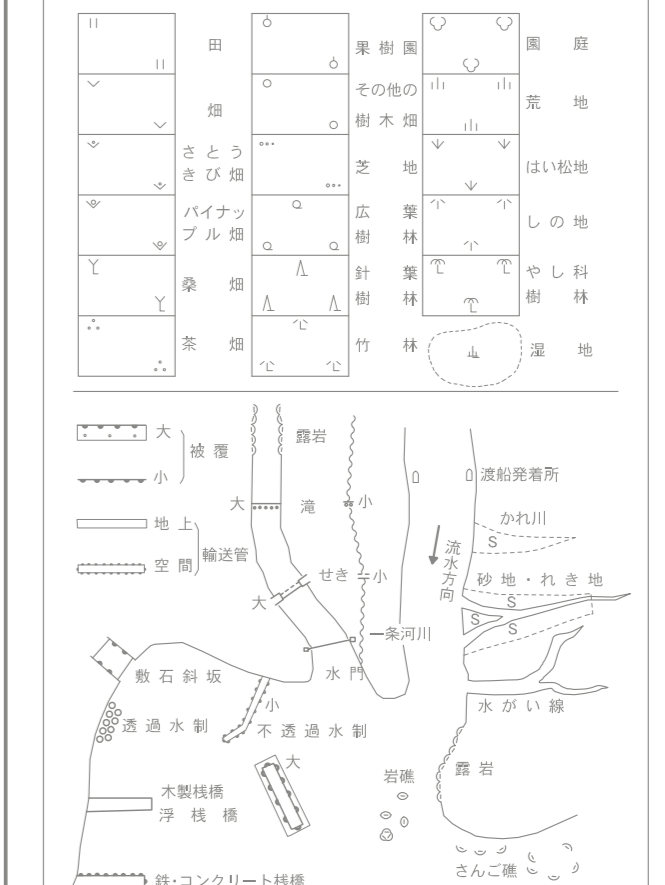 田
畑
さとう
きび畑
パイナッ
プル畑
桑畑
茶畑
果樹園
その他の
樹木畑
芝地
広葉
樹林
針葉
樹林
竹林
園庭
荒地
はい松地
しの地
やし科
樹林
湿地
大
小
被覆
地上
空間
輸送管
露岩
大
滝
小
せき
小
大
一条河川
水門
渡船発着所
かれ川
S
流水方向
砂地・れき地
S
S
S
水がい線
敷石斜坂
透過水制
小
不透過水制
大
木製桟橋
浮桟橋
岩礁
露岩
さんご礁
鉄・コンクリート桟橋